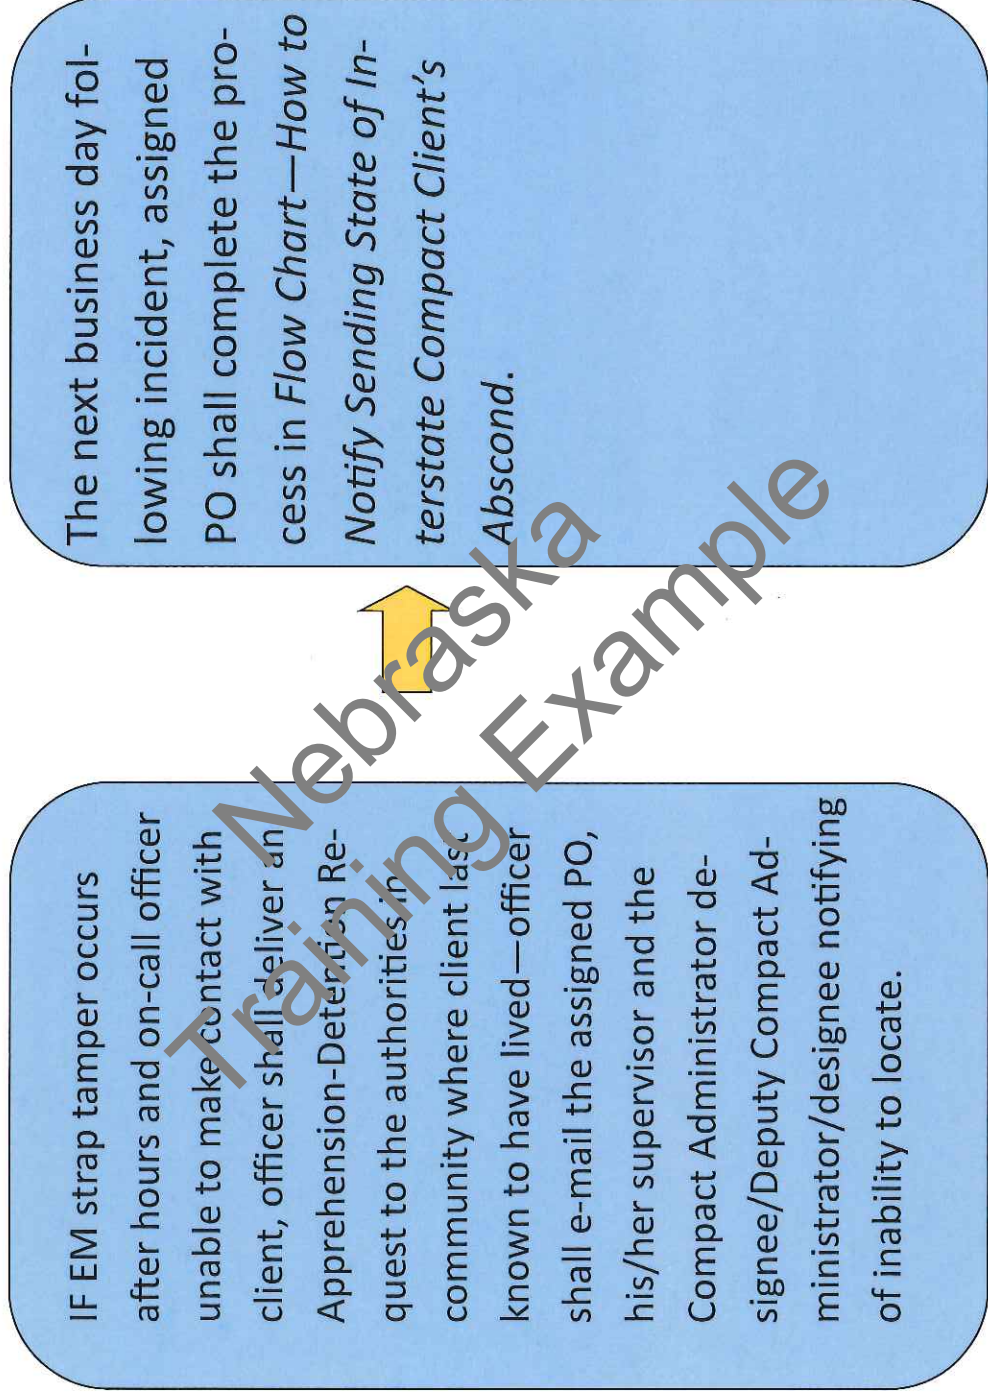 IF EM strap tamper occurs
after hours and on-call officer
unable to make contact with
client, officer shall deliver an
Apprehension-Detention Re-
quest to the authorities in
community where client last
known to have lived—officer
shall e-mail the assigned PO,
his/her supervisor and the
Compact Administrator de-
signee/Deputy Compact Ad-
ministrator/designee notifying
of inability to locate.
The next business day fol-
lowing incident, assigned
PO shall complete the pro-
cess in Flow Chart—How to
Notify Sending State of In-
terstate Compact Client's
Abscond.
Nebraska
Training Example